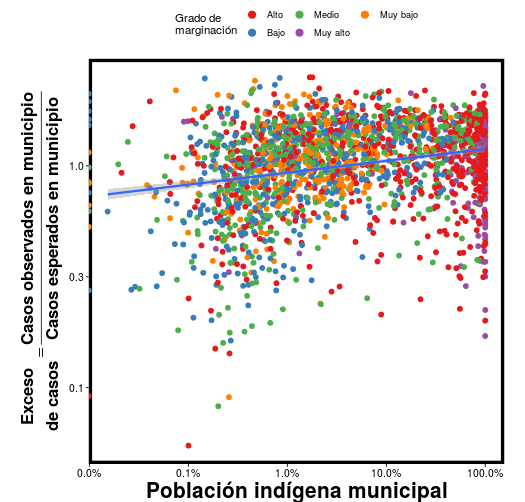 Grado de
marginación
Alto
Medio
Muy bajo
Bajo
Muy alto
Exceso
de casos
=
Casos observados en municipio
Casos esperados en municipio
1.0
0.3
0.1
0.0%
0.1%
1.0%
10.0%
100.0%
Población indígena municipal